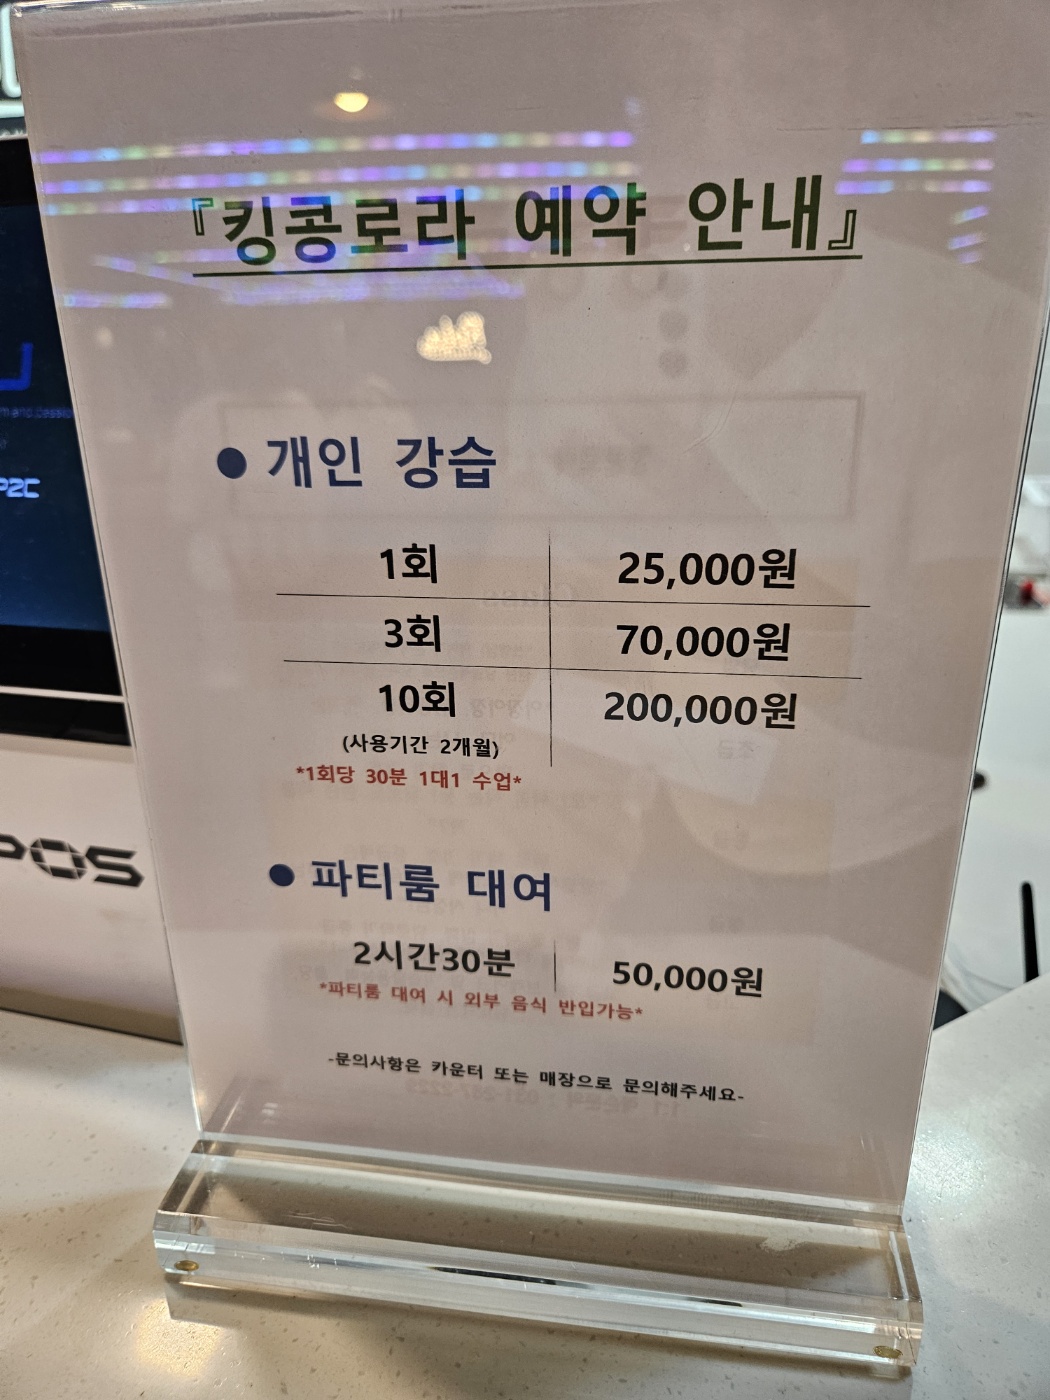 『킹콩로라 예약 안내』
● 개인 강습
1회 25,000원
3회 70,000원
10회 200,000원
(사용기간 2개월)
*1회당 30분 1대1 수업*
● 파티룸 대여
2시간30분 50,000원
*파티룸 대여 시 외부 음식 반입가능*
-문의사항은 카운터 또는 매장으로 문의해주세요-
P2C
POS